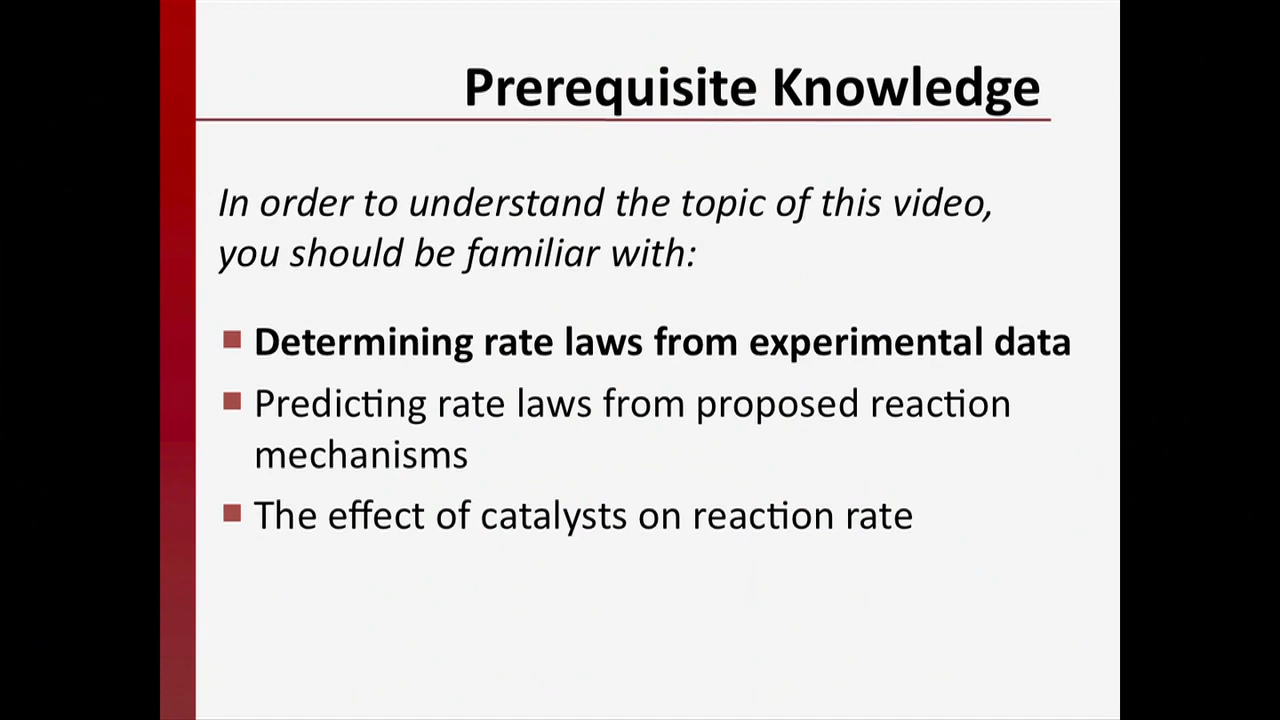 Prerequisite Knowledge
In order to understand the topic of this video,
you should be familiar with:
Determining rate laws from experimental data
Predicting rate laws from proposed reaction
mechanisms
The effect of catalysts on reaction rate